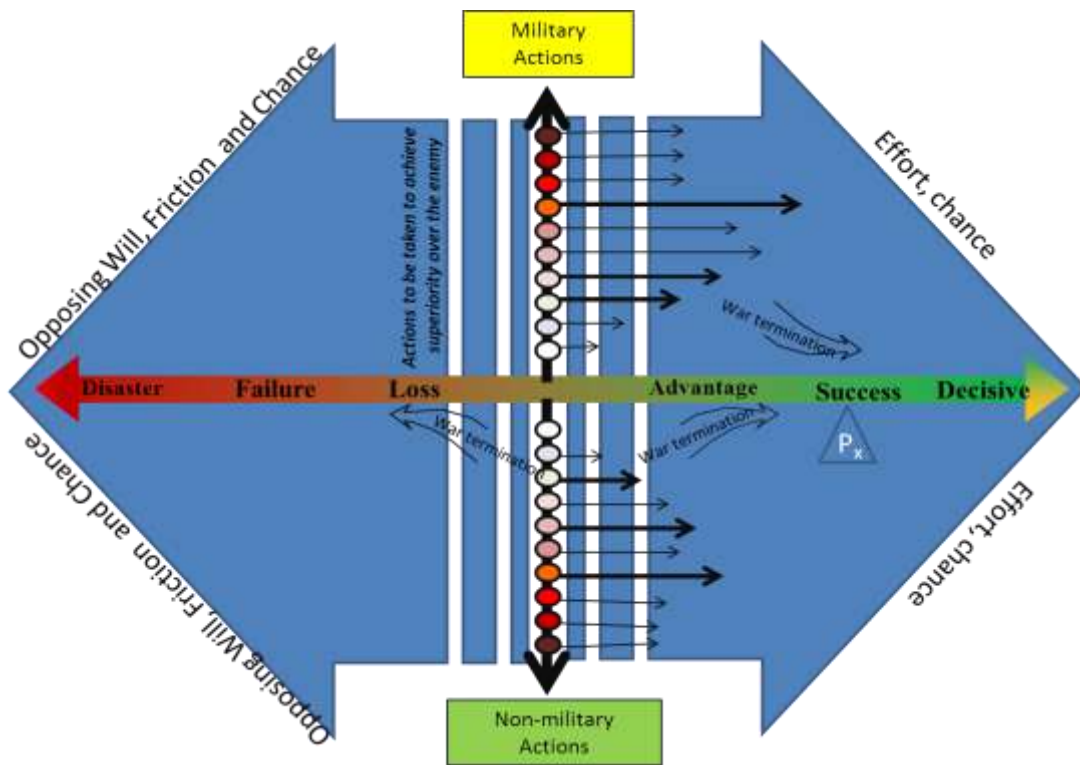 Military
Actions
Opposing Will, Friction and Chance
Effort, chance
Actions to be taken to achieve
superiority over the enemy
War termination
Disaster
Failure
Loss
Advantage
Success
Decisive
War termination
War termination
Px
Opposing Will, Friction and Chance
Effort, chance
Non-military
Actions